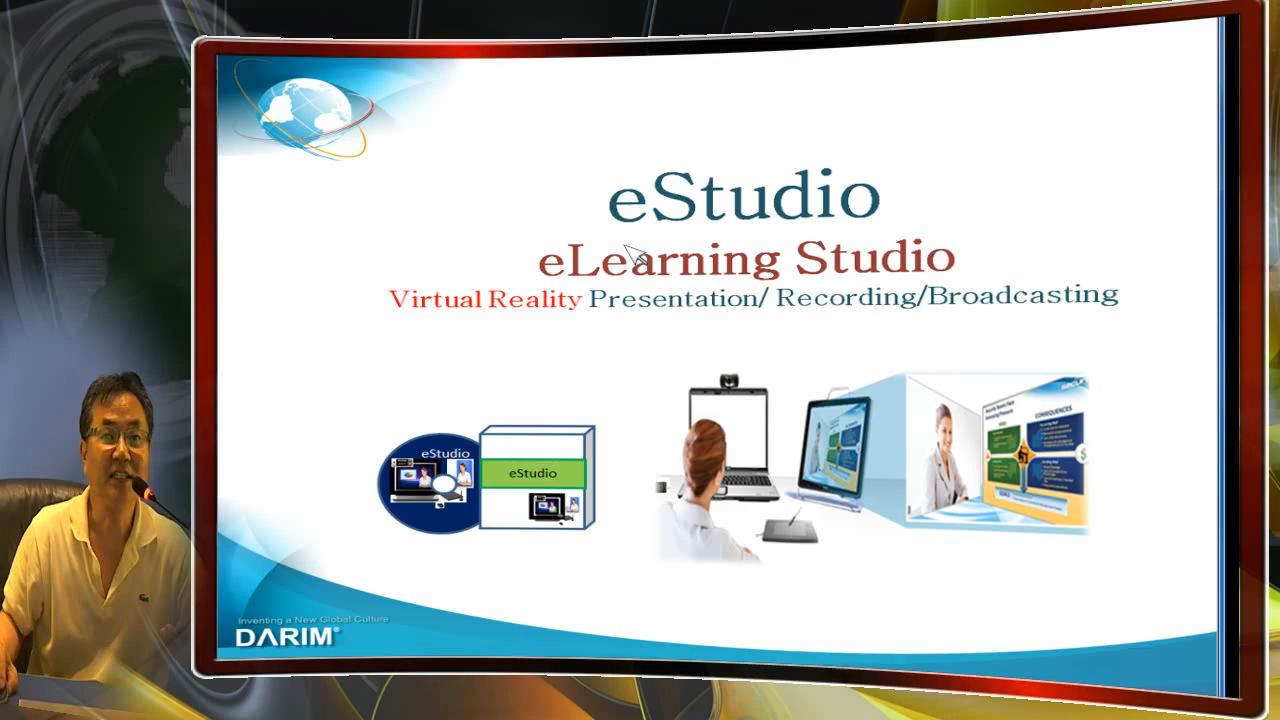 eStudio
eLearning Studio
Virtual Reality Presentation/ Recording/Broadcasting
eStudio
eStudio
CONSEQUENCES
Inventing a New Global Culture
DARIM®